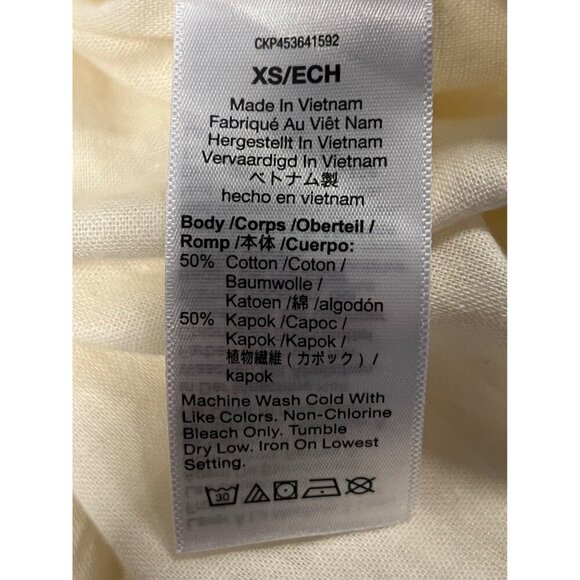 CKP453641592
XS/ECH
Made In Vietnam
Fabriqué Au Viêt Nam
Hergestellt In Vietnam
Vervaardigd In Vietnam
ベトナム製
hecho en vietnam
Body /Corps /Oberteil /
Romp /本体 /Cuerpo:
50% Cotton /Coton /
Baumwolle /
Katoen /綿 /algodón
50% Kapok /Capoc /
Kapok /Kapok /
植物繊維(カポック) /
kapok
Machine Wash Cold With
Like Colors. Non-Chlorine
Bleach Only. Tumble
Dry Low. Iron On Lowest
Setting.
30